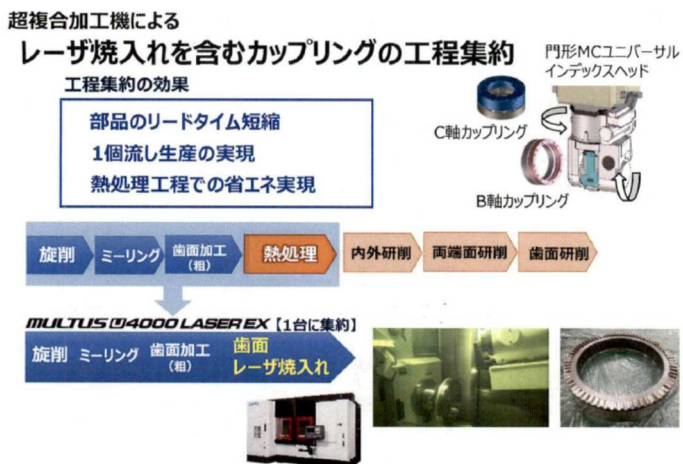 超複合加工機による
レーザ焼入れを含むカップリングの工程集約
工程集約の効果
部品のリードタイム短縮
1個流し生産の実現
熱処理工程での省エネ実現
門形MCユニバーサル
インデックスヘッド
C軸カップリング
B軸カップリング
旋削
ミーリング
歯面加工
(粗)
熱処理
内外研削
両端面研削
歯面研削
MULTUS U4000 LASER EX【1台に集約】
旋削
ミーリング
歯面加工
(粗)
歯面
レーザ焼入れ